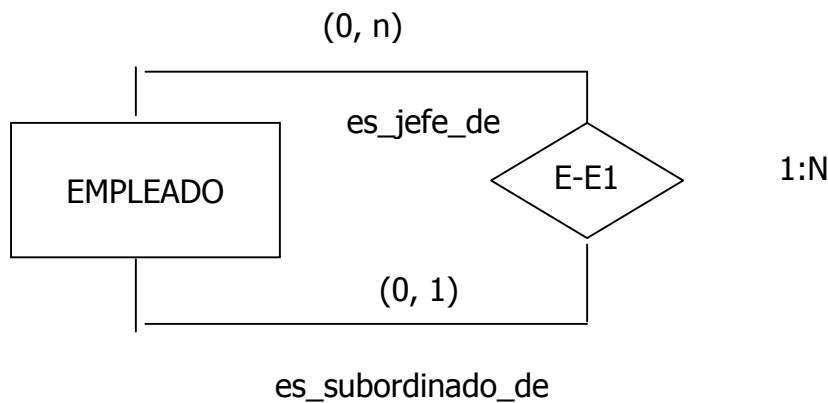 (0, n)
es_jefe_de
EMPLEADO
E-E1
1:N
(0, 1)
es_subordinado_de